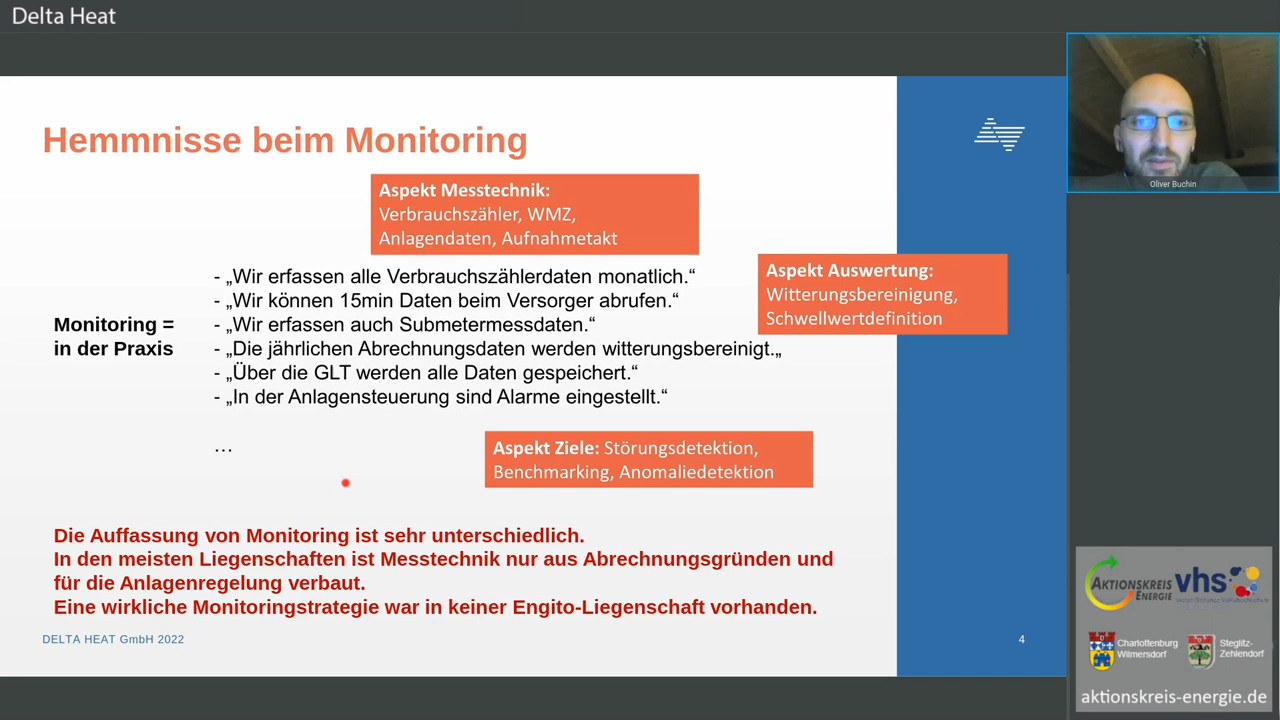 Delta Heat
Hemmnisse beim Monitoring
Aspekt Messtechnik:
Verbrauchszähler, WMZ,
Anlagendaten, Aufnahmetakt
Aspekt Auswertung:
Witterungsbereinigung,
Schwellwertdefinition
Monitoring =
in der Praxis
- „Wir erfassen alle Verbrauchszählerdaten monatlich.“
- „Wir können 15min Daten beim Versorger abrufen.“
- „Wir erfassen auch Submetermessdaten.“
- „Die jährlichen Abrechnungsdaten werden witterungsbereinigt.„
- „Über die GLT werden alle Daten gespeichert.“
- „In der Anlagensteuerung sind Alarme eingestellt.“
…
Aspekt Ziele: Störungsdetektion,
Benchmarking, Anomaliedetektion
Die Auffassung von Monitoring ist sehr unterschiedlich.
In den meisten Liegenschaften ist Messtechnik nur aus Abrechnungsgründen und
für die Anlagenregelung verbaut.
Eine wirkliche Monitoringstrategie war in keiner Engito-Liegenschaft vorhanden.
DELTA HEAT GmbH 2022
4
Oliver Buchin
AKTIONSKREIS
ENERGIE
vhs
Charlottenburg
Wilmersdorf
Steglitz-
Zehlendorf
aktionskreis-energie.de